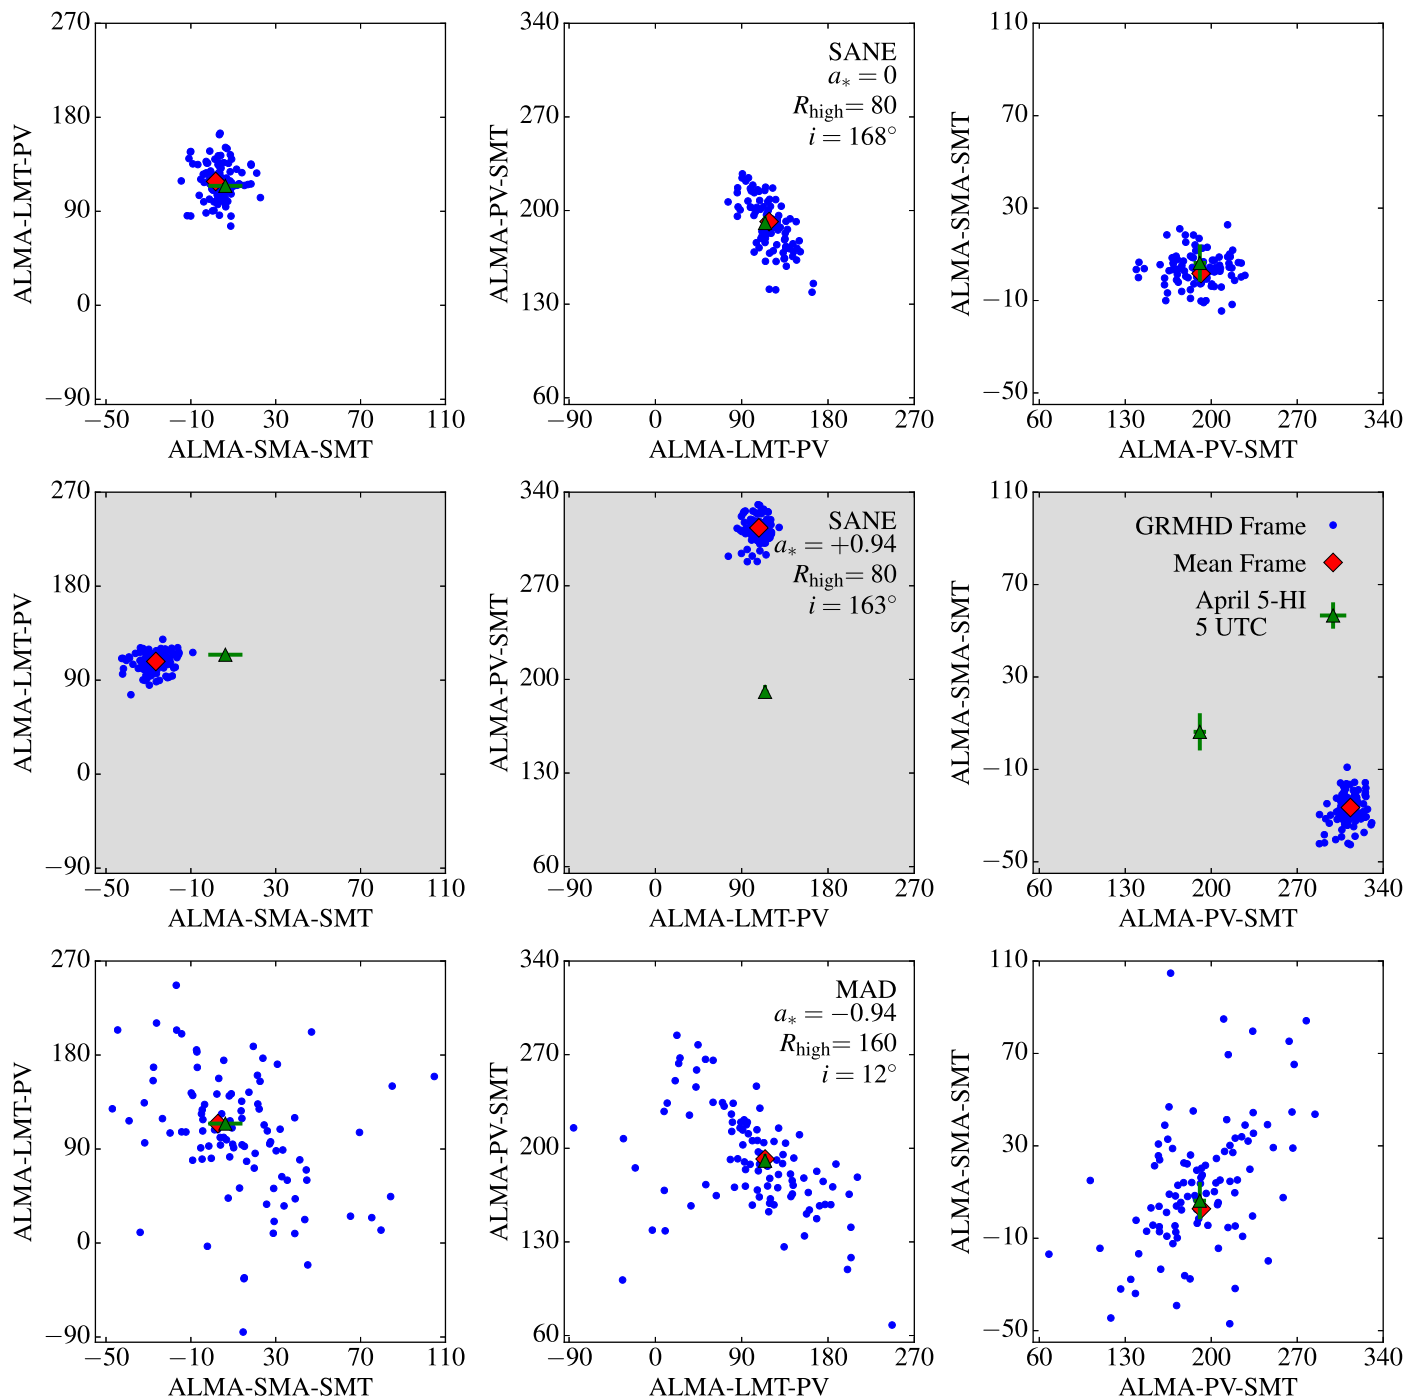 270
180
90
0
−90
ALMA-LMT-PV
−50
−10
30
70
110
ALMA-SMA-SMT
340
270
200
130
60
ALMA-PV-SMT
SANE
a* = 0
Rhigh= 80
i = 168°
−90
0
90
180
270
ALMA-LMT-PV
110
70
30
−10
−50
ALMA-SMA-SMT
60
130
200
270
340
ALMA-PV-SMT
270
180
90
0
−90
ALMA-LMT-PV
−50
−10
30
70
110
ALMA-SMA-SMT
340
270
200
130
60
ALMA-PV-SMT
SANE
a* = +0.94
Rhigh= 80
i = 163°
−90
0
90
180
270
ALMA-LMT-PV
110
70
30
−10
−50
ALMA-SMA-SMT
GRMHD Frame
Mean Frame
April 5-HI
5 UTC
60
130
200
270
340
ALMA-PV-SMT
270
180
90
0
−90
ALMA-LMT-PV
−50
−10
30
70
110
ALMA-SMA-SMT
340
270
200
130
60
ALMA-PV-SMT
MAD
a* = −0.94
Rhigh= 160
i = 12°
−90
0
90
180
270
ALMA-LMT-PV
110
70
30
−10
−50
ALMA-SMA-SMT
60
130
200
270
340
ALMA-PV-SMT